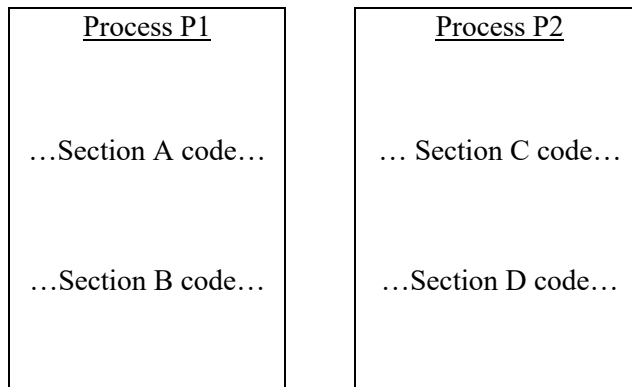 Process P1
…Section A code…
…Section B code…
Process P2
… Section C code…
…Section D code…